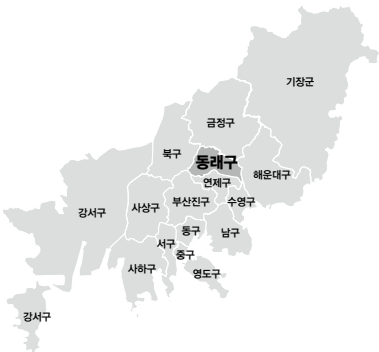 기장군
금정구
북구
동래구
해운대구
연제구
강서구
사상구
부산진구
수영구
동구
남구
서구
중구
사하구
영도구
강서구